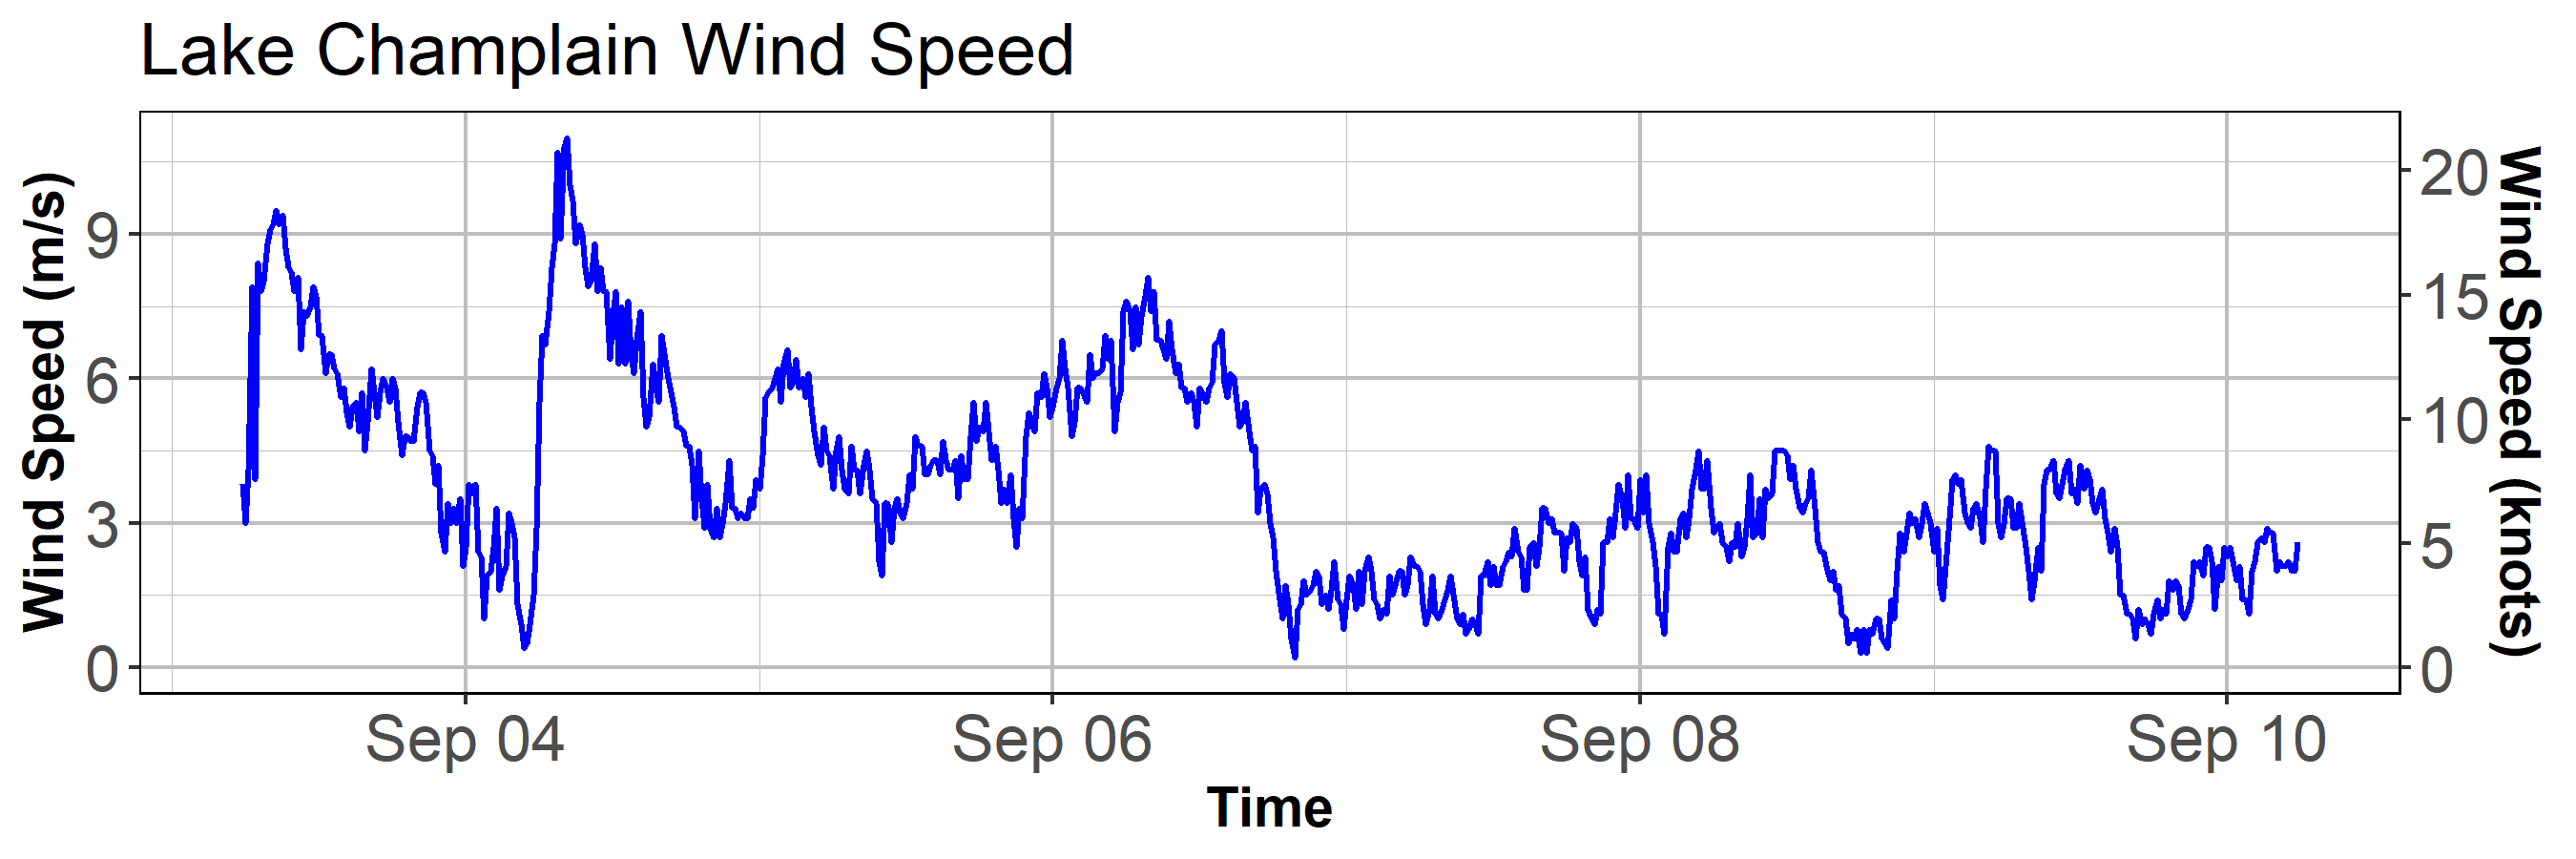 Lake Champlain Wind Speed
Wind Speed (m/s)
9
6
3
0
20
15
10
5
0
Wind Speed (knots)
Sep 04
Sep 06
Sep 08
Sep 10
Time